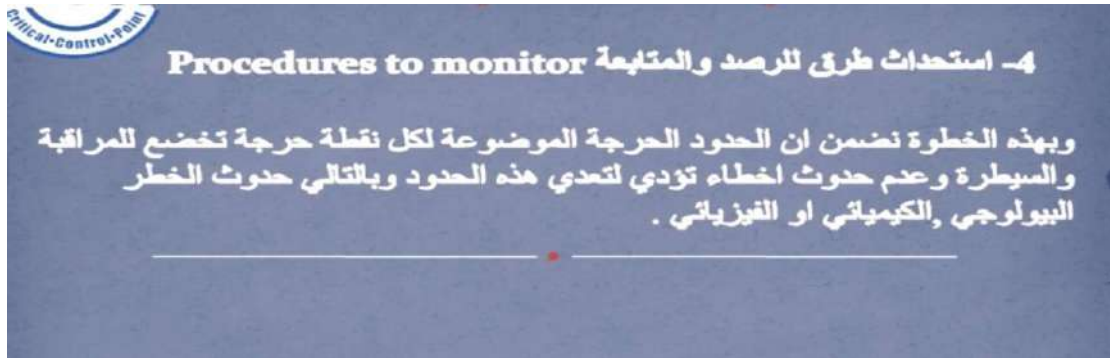 Critical-Control-Point
4- استحداث طرق للرصد والمتابعة Procedures to monitor
وبهذه الخطوة نضمن ان الحدود الحرجة الموضوعة لكل نقطة حرجة تخضع للمراقبة
والسيطرة وعدم حدوث اخطاء تؤدي لتعدي هذه الحدود وبالتالي حدوث الخطر
البيولوجي ,الكيميائي او الفيزيائي .